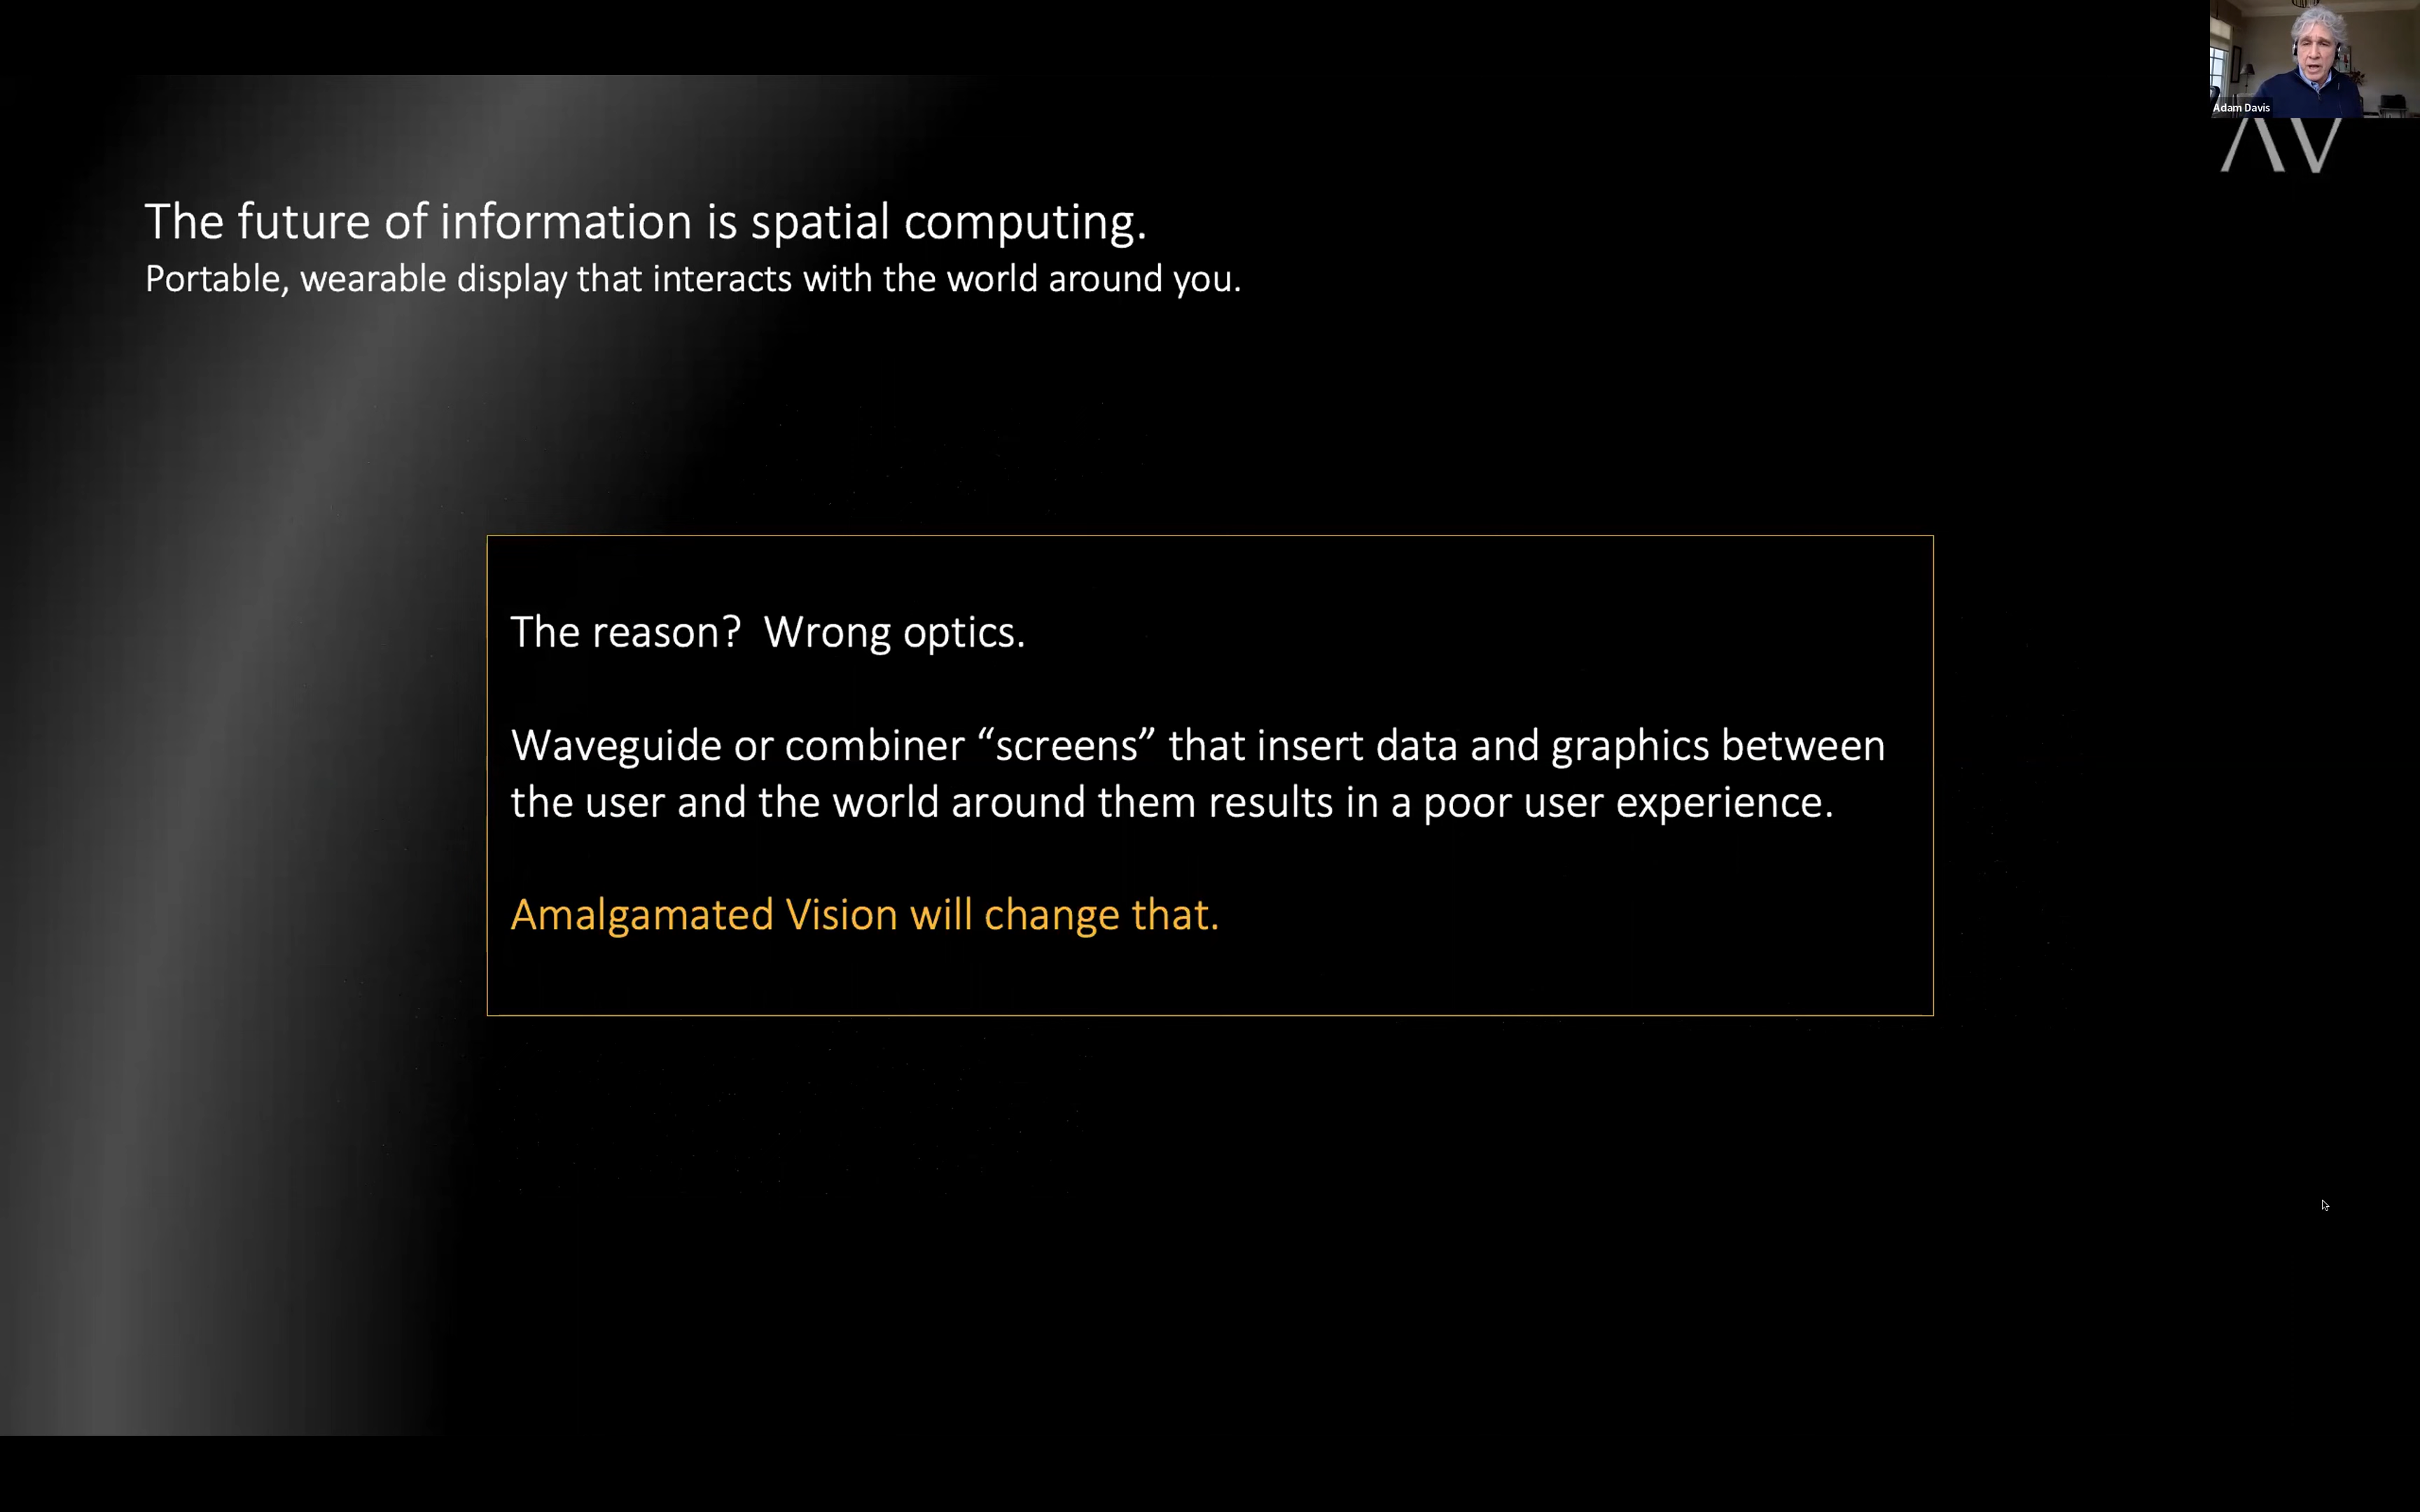 Adam Davis
AV
The future of information is spatial computing.
Portable, wearable display that interacts with the world around you.
The reason?  Wrong optics.
Waveguide or combiner “screens” that insert data and graphics between
the user and the world around them results in a poor user experience.
Amalgamated Vision will change that.